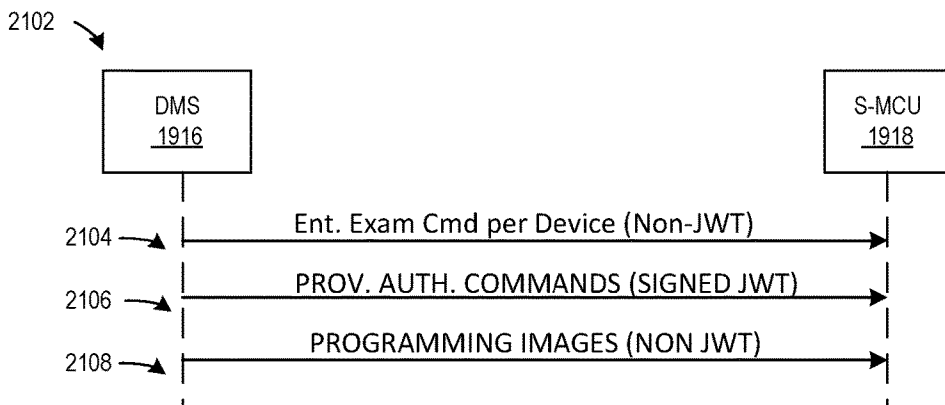 2102
DMS
1916
S-MCU
1918
2104
Ent. Exam Cmd per Device (Non-JWT)
2106
PROV. AUTH. COMMANDS (SIGNED JWT)
2108
PROGRAMMING IMAGES (NON JWT)